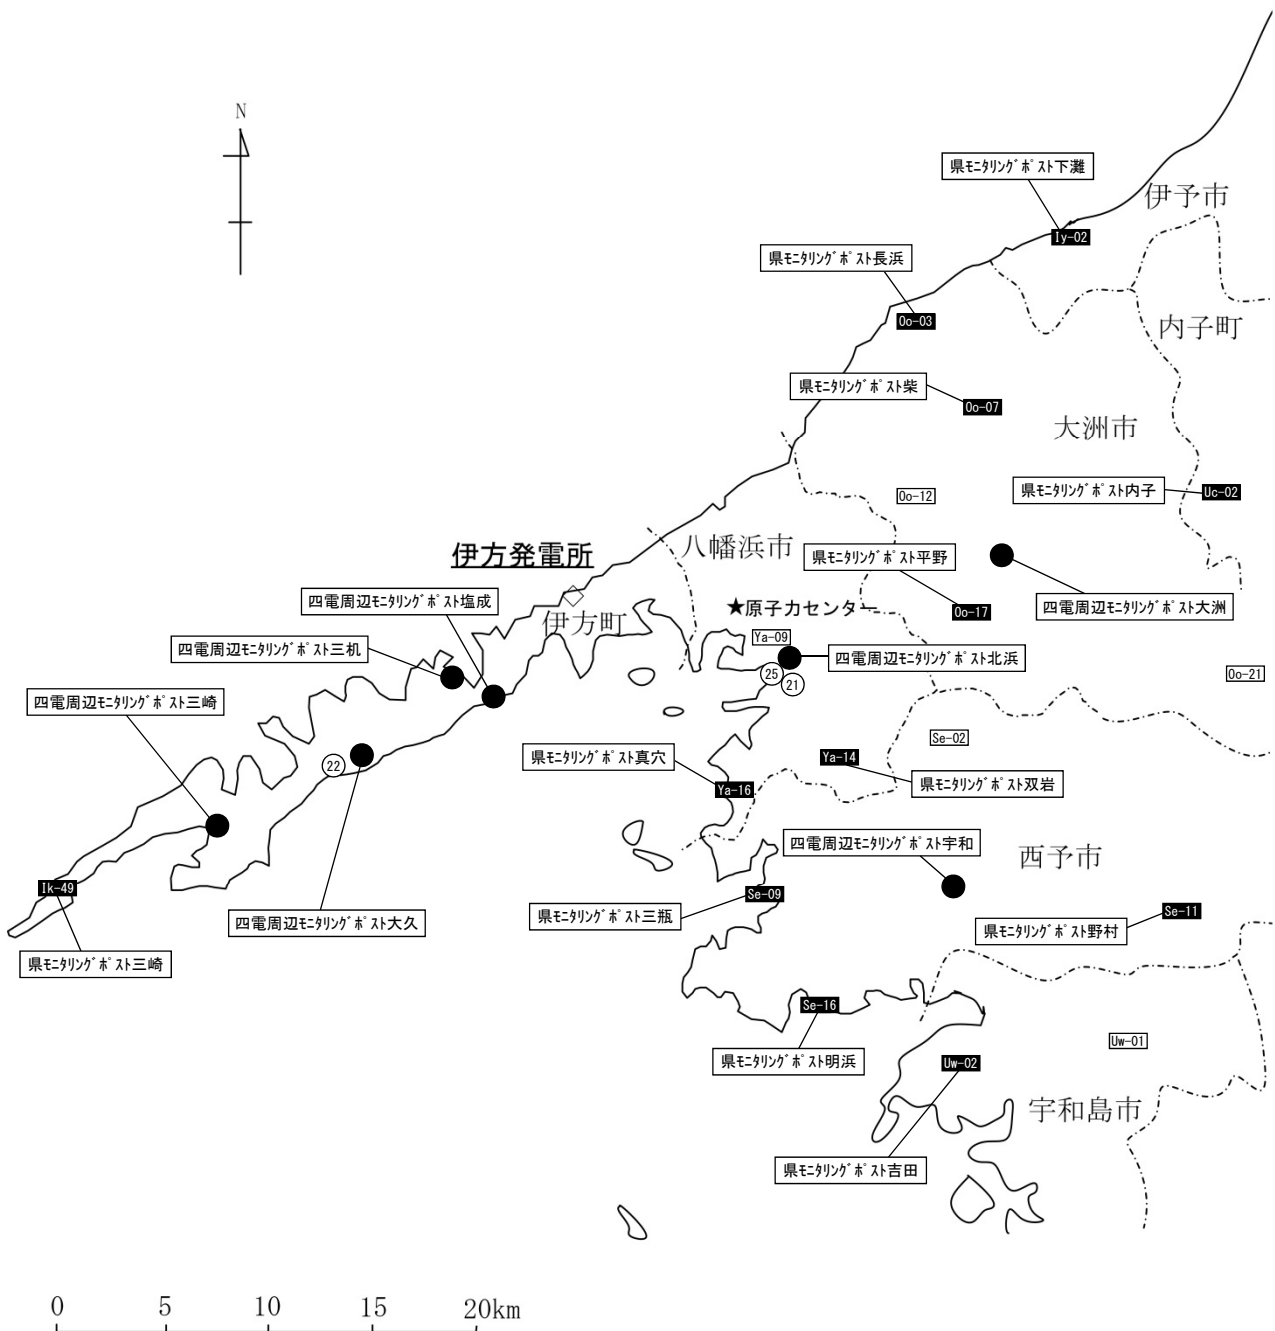 N
県ﾓﾆﾀﾘﾝｸﾞﾎﾟｽﾄ下灘
伊予市
Iy-02
県ﾓﾆﾀﾘﾝｸﾞﾎﾟｽﾄ長浜
Oo-03
内子町
県ﾓﾆﾀﾘﾝｸﾞﾎﾟｽﾄ柴
Oo-07
大洲市
県ﾓﾆﾀﾘﾝｸﾞﾎﾟｽﾄ内子
Uc-02
Oo-12
八幡浜市
県ﾓﾆﾀﾘﾝｸﾞﾎﾟｽﾄ平野
伊方発電所
四電周辺ﾓﾆﾀﾘﾝｸﾞﾎﾟｽﾄ塩成
伊方町
★原子力センター
Oo-17
四電周辺ﾓﾆﾀﾘﾝｸﾞﾎﾟｽﾄ大洲
Ya-09
四電周辺ﾓﾆﾀﾘﾝｸﾞﾎﾟｽﾄ三机
四電周辺ﾓﾆﾀﾘﾝｸﾞﾎﾟｽﾄ北浜
25
21
Oo-21
四電周辺ﾓﾆﾀﾘﾝｸﾞﾎﾟｽﾄ三崎
Se-02
22
県ﾓﾆﾀﾘﾝｸﾞﾎﾟｽﾄ真穴
Ya-14
県ﾓﾆﾀﾘﾝｸﾞﾎﾟｽﾄ双岩
Ya-16
四電周辺ﾓﾆﾀﾘﾝｸﾞﾎﾟｽﾄ宇和
西予市
Ik-49
Se-09
四電周辺ﾓﾆﾀﾘﾝｸﾞﾎﾟｽﾄ大久
県ﾓﾆﾀﾘﾝｸﾞﾎﾟｽﾄ三瓶
Se-11
県ﾓﾆﾀﾘﾝｸﾞﾎﾟｽﾄ野村
県ﾓﾆﾀﾘﾝｸﾞﾎﾟｽﾄ三崎
Se-16
Uw-01
県ﾓﾆﾀﾘﾝｸﾞﾎﾟｽﾄ明浜
Uw-02
宇和島市
県ﾓﾆﾀﾘﾝｸﾞﾎﾟｽﾄ吉田
0 5 10 15 20km